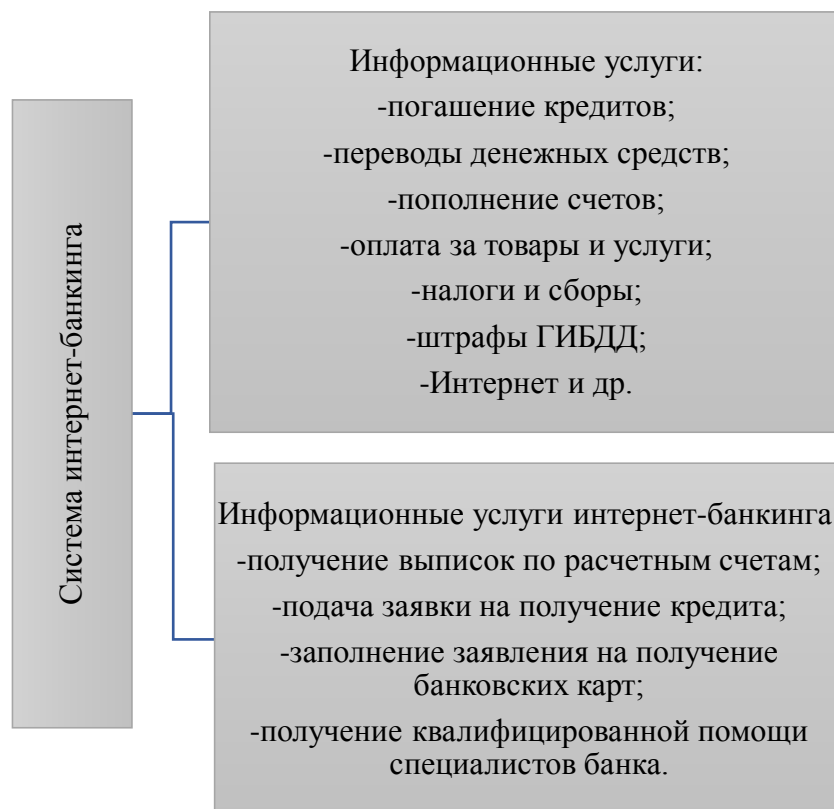 Система интернет-банкинга
Информационные услуги:
-погашение кредитов;
-переводы денежных средств;
-пополнение счетов;
-оплата за товары и услуги;
-налоги и сборы;
-штрафы ГИБДД;
-Интернет и др.
Информационные услуги интернет-банкинга
-получение выписок по расчетным счетам;
-подача заявки на получение кредита;
-заполнение заявления на получение
банковских карт;
-получение квалифицированной помощи
специалистов банка.